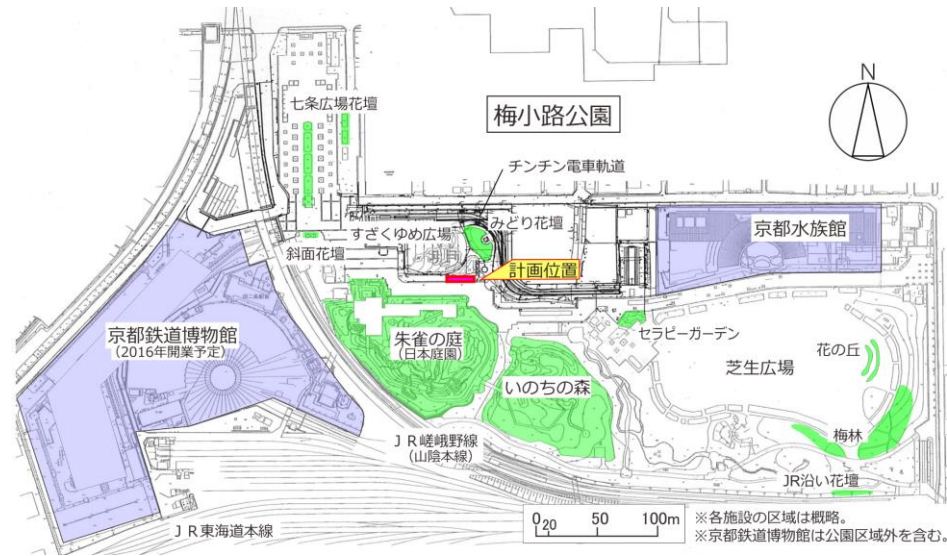 梅小路公園
N
七条広場花壇
チンチン電車軌道
みどり花壇
すざくゆめ広場
京都水族館
斜面花壇
計画位置
京都鉄道博物館
(2016年開業予定)
朱雀の庭
(日本庭園)
セラピーガーデン
花の丘
芝生広場
いのちの森
梅林
JR嵯峨野線
(山陰本線)
JR沿い花壇
JR東海道本線
0 20 50 100m
※各施設の区域は概略。
※京都鉄道博物館は公園区域外を含む。